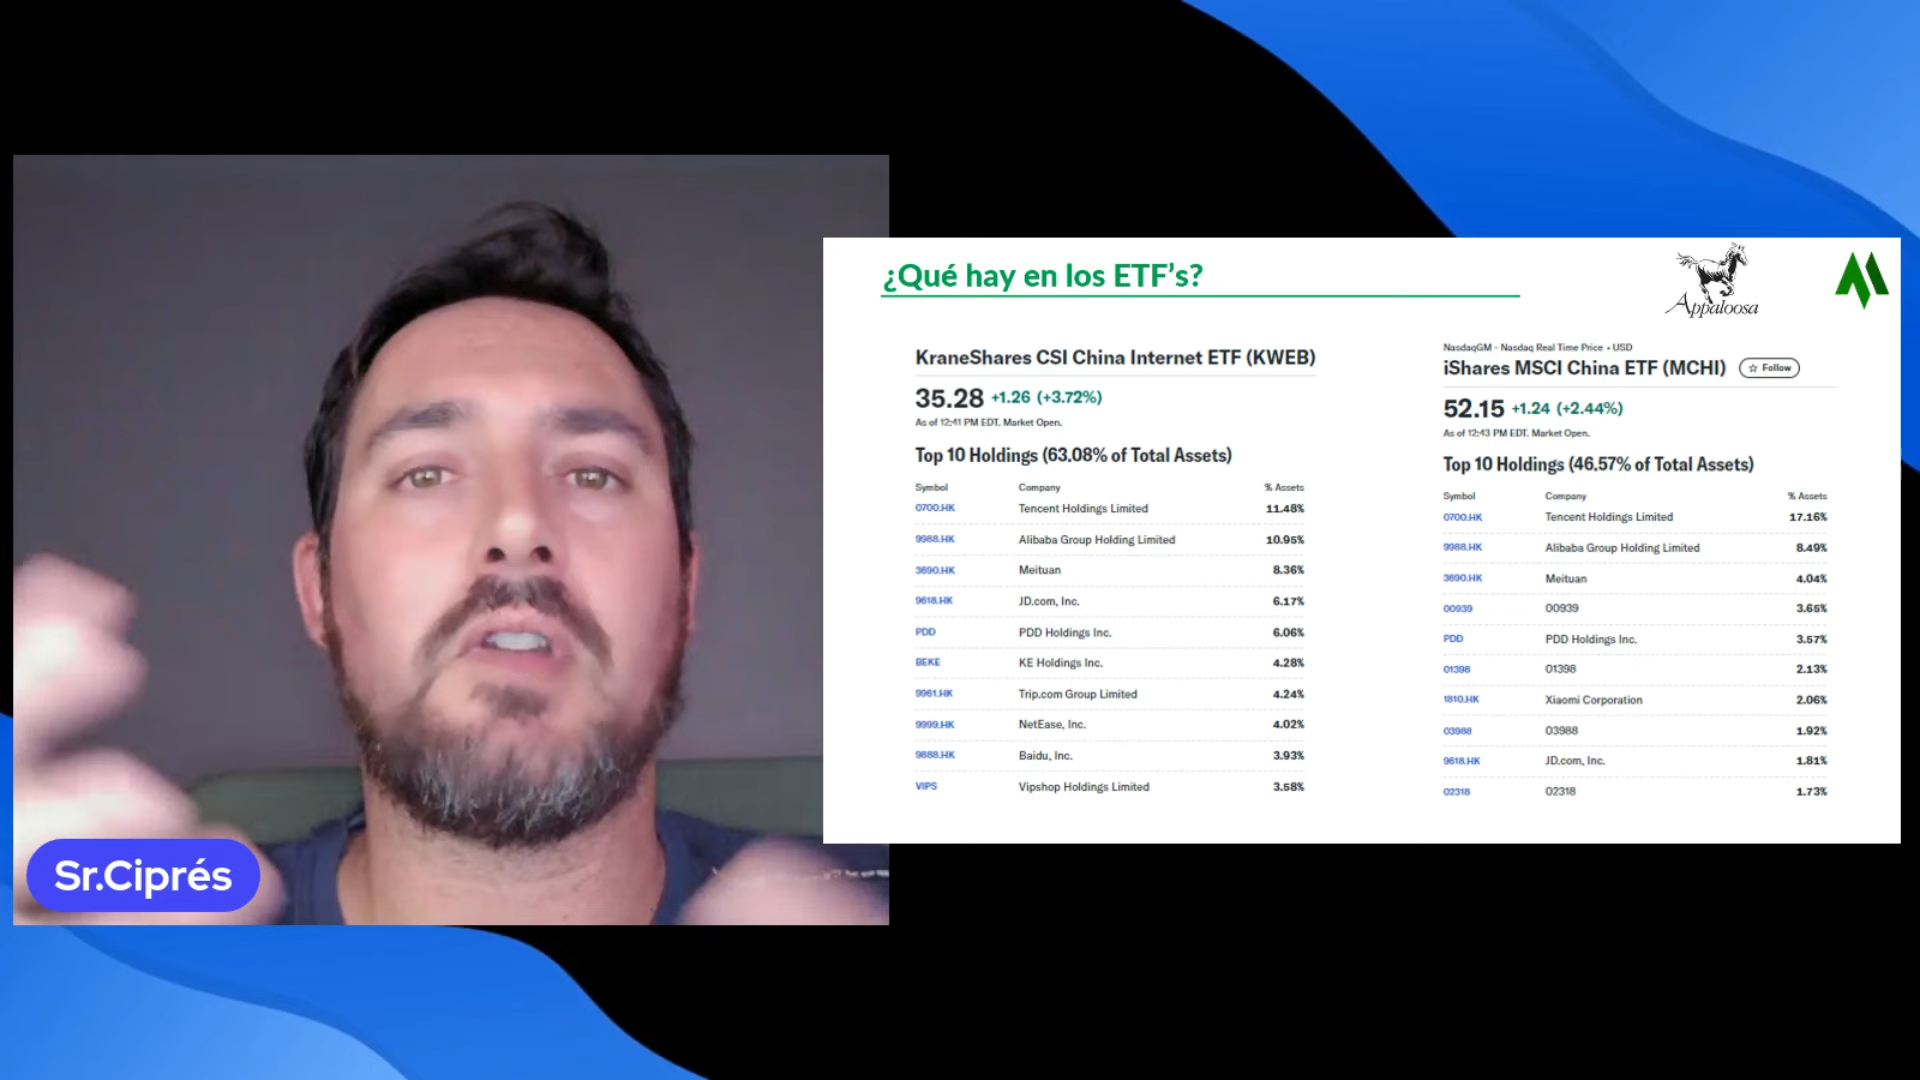 ¿Qué hay en los ETF's?
Appaloosa
KraneShares CSI China Internet ETF (KWEB)
35.28 +1.26 (+3.72%)
As of 12:41 PM EDT. Market Open.
Top 10 Holdings (63.08% of Total Assets)
Symbol Company % Assets
0700.HK Tencent Holdings Limited 11.48%
9988.HK Alibaba Group Holding Limited 10.95%
3690.HK Meituan 8.36%
9618.HK JD.com, Inc. 6.17%
PDD PDD Holdings Inc. 6.06%
BEKE KE Holdings Inc. 4.28%
9961.HK Trip.com Group Limited 4.24%
9999.HK NetEase, Inc. 4.02%
9888.HK Baidu, Inc. 3.93%
VIPS Vipshop Holdings Limited 3.58%
NasdaqGM - Nasdaq Real Time Price • USD
iShares MSCI China ETF (MCHI) ☆ Follow
52.15 +1.24 (+2.44%)
As of 12:43 PM EDT. Market Open.
Top 10 Holdings (46.57% of Total Assets)
Symbol Company % Assets
0700.HK Tencent Holdings Limited 17.16%
9988.HK Alibaba Group Holding Limited 8.49%
3690.HK Meituan 4.04%
00939 00939 3.65%
PDD PDD Holdings Inc. 3.57%
01398 01398 2.13%
1810.HK Xiaomi Corporation 2.06%
03988 03988 1.92%
9618.HK JD.com, Inc. 1.81%
02318 02318 1.73%
Sr.Ciprés